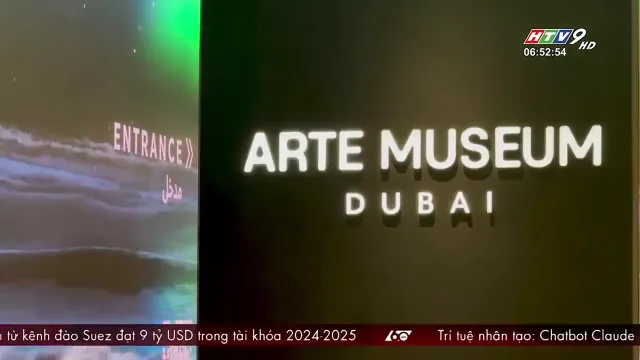 HTV9 HD
06:52:54
ENTRANCE»
مدخل
ARTE MUSEUM
DUBAI
từ kênh đào Suez đạt 9 tỷ USD trong tài khóa 2024-2025
60
Trí tuệ nhân tạo: Chatbot Claude